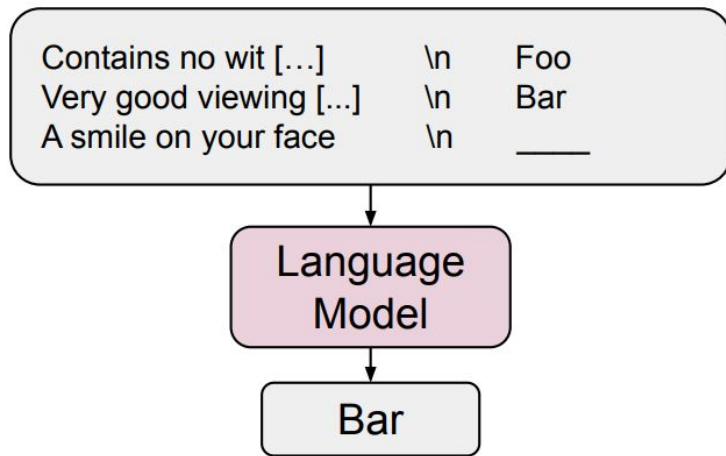 Contains no wit […] \n Foo
Very good viewing [...] \n Bar
A smile on your face \n ____
Language
Model
Bar